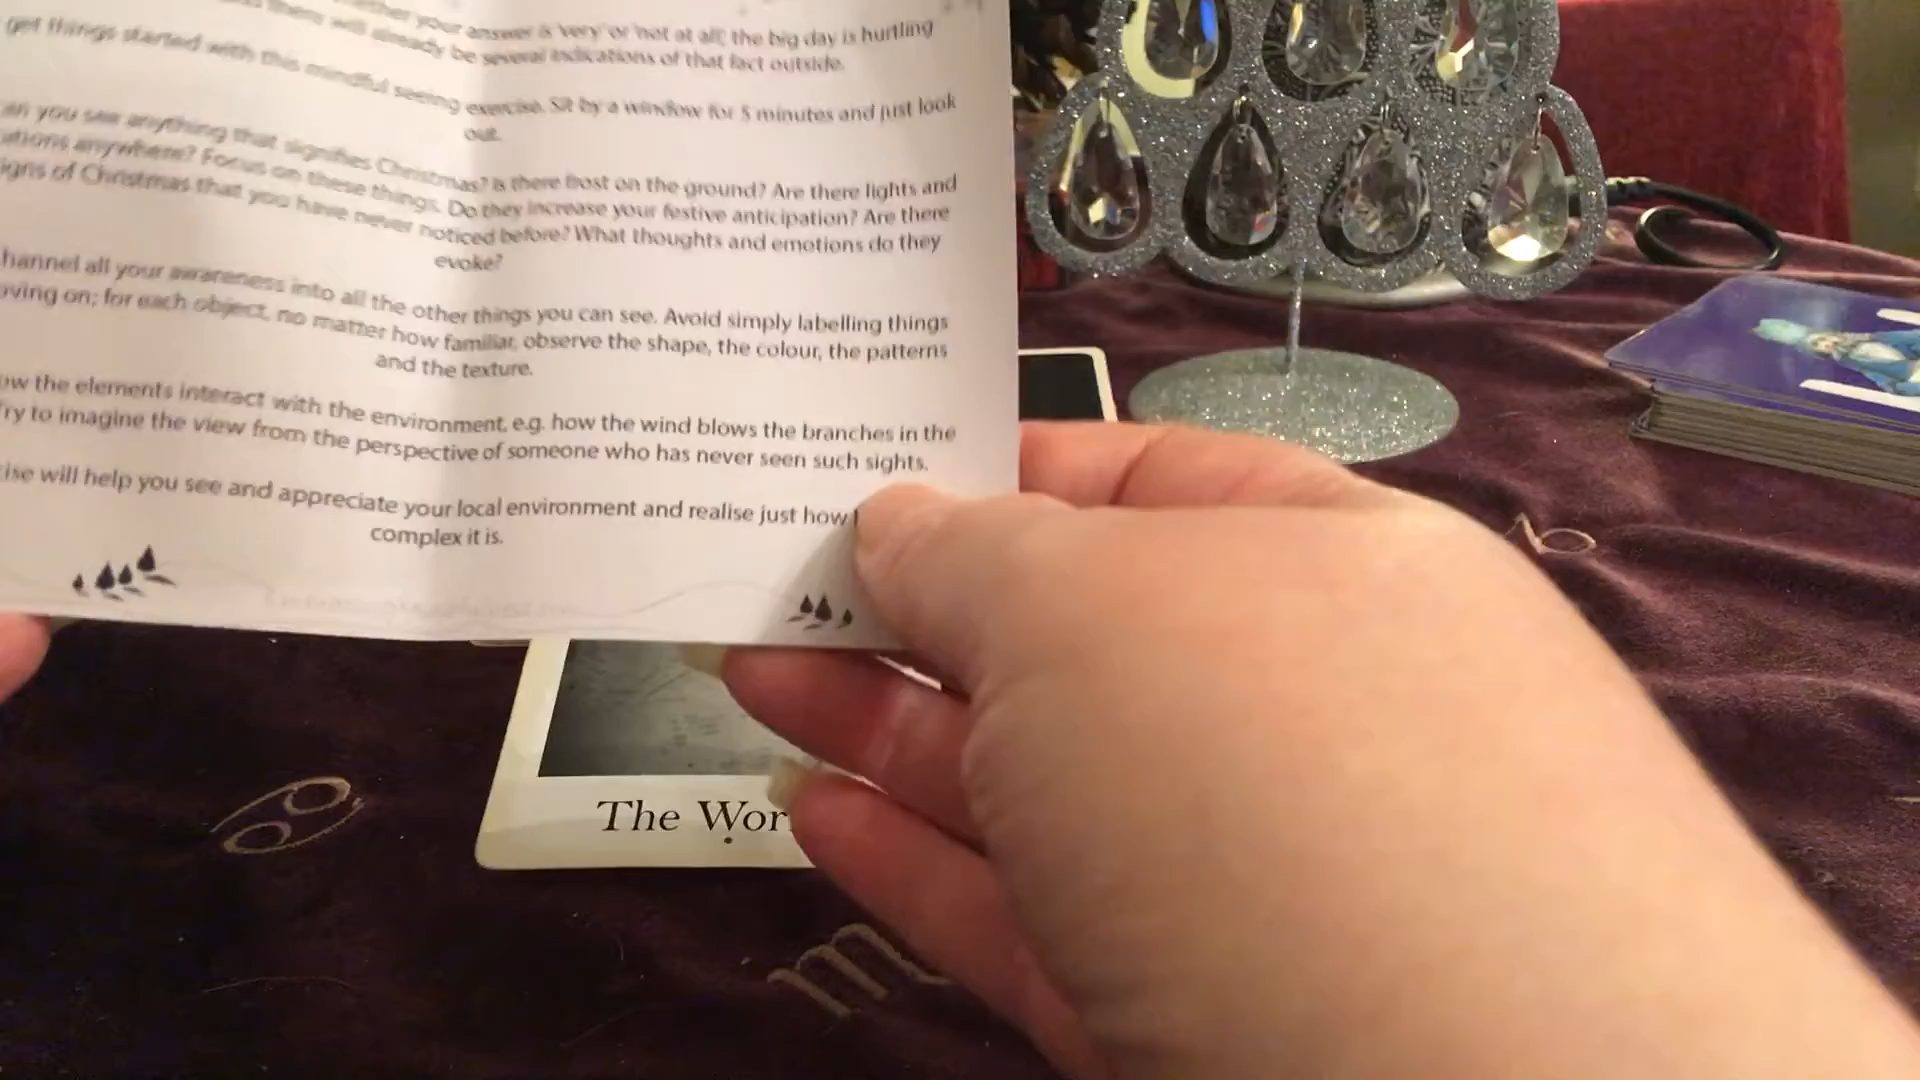 your answer is 'very' or 'not at all', the big day is hurtling
them will already be several indications of that fact outside.
get things started with this mindful seeing exercise. Sit by a window for 5 minutes and just look
out.
you see anything that signifies Christmas? Is there frost on the ground? Are there lights and
anywhere? Focus on these things. Do they increase your festive anticipation? Are there
signs of Christmas that you have never noticed before? What thoughts and emotions do they
evoke?
hannel all your awareness into all the other things you can see. Avoid simply labelling things
oving on; for each object, no matter how familiar, observe the shape, the colour, the patterns
and the texture.
ow the elements interact with the environment, e.g. how the wind blows the branches in the
Try to imagine the view from the perspective of someone who has never seen such sights.
cise will help you see and appreciate your local environment and realise just how
complex it is.
The Wor